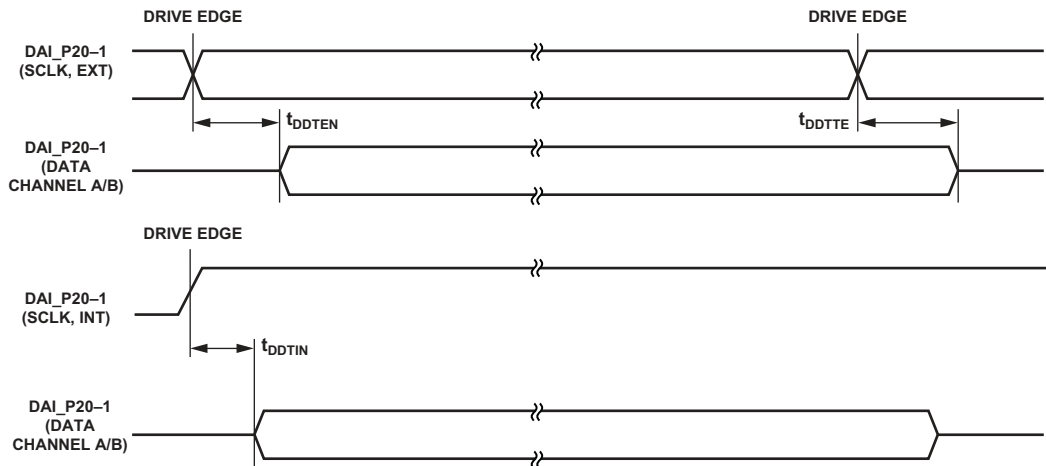 DRIVE EDGE
DRIVE EDGE
DAI_P20–1
(SCLK, EXT)
tDDTEN
tDDTTE
DAI_P20–1
(DATA
CHANNEL A/B)
DRIVE EDGE
DAI_P20–1
(SCLK, INT)
tDDTIN
DAI_P20–1
(DATA
CHANNEL A/B)